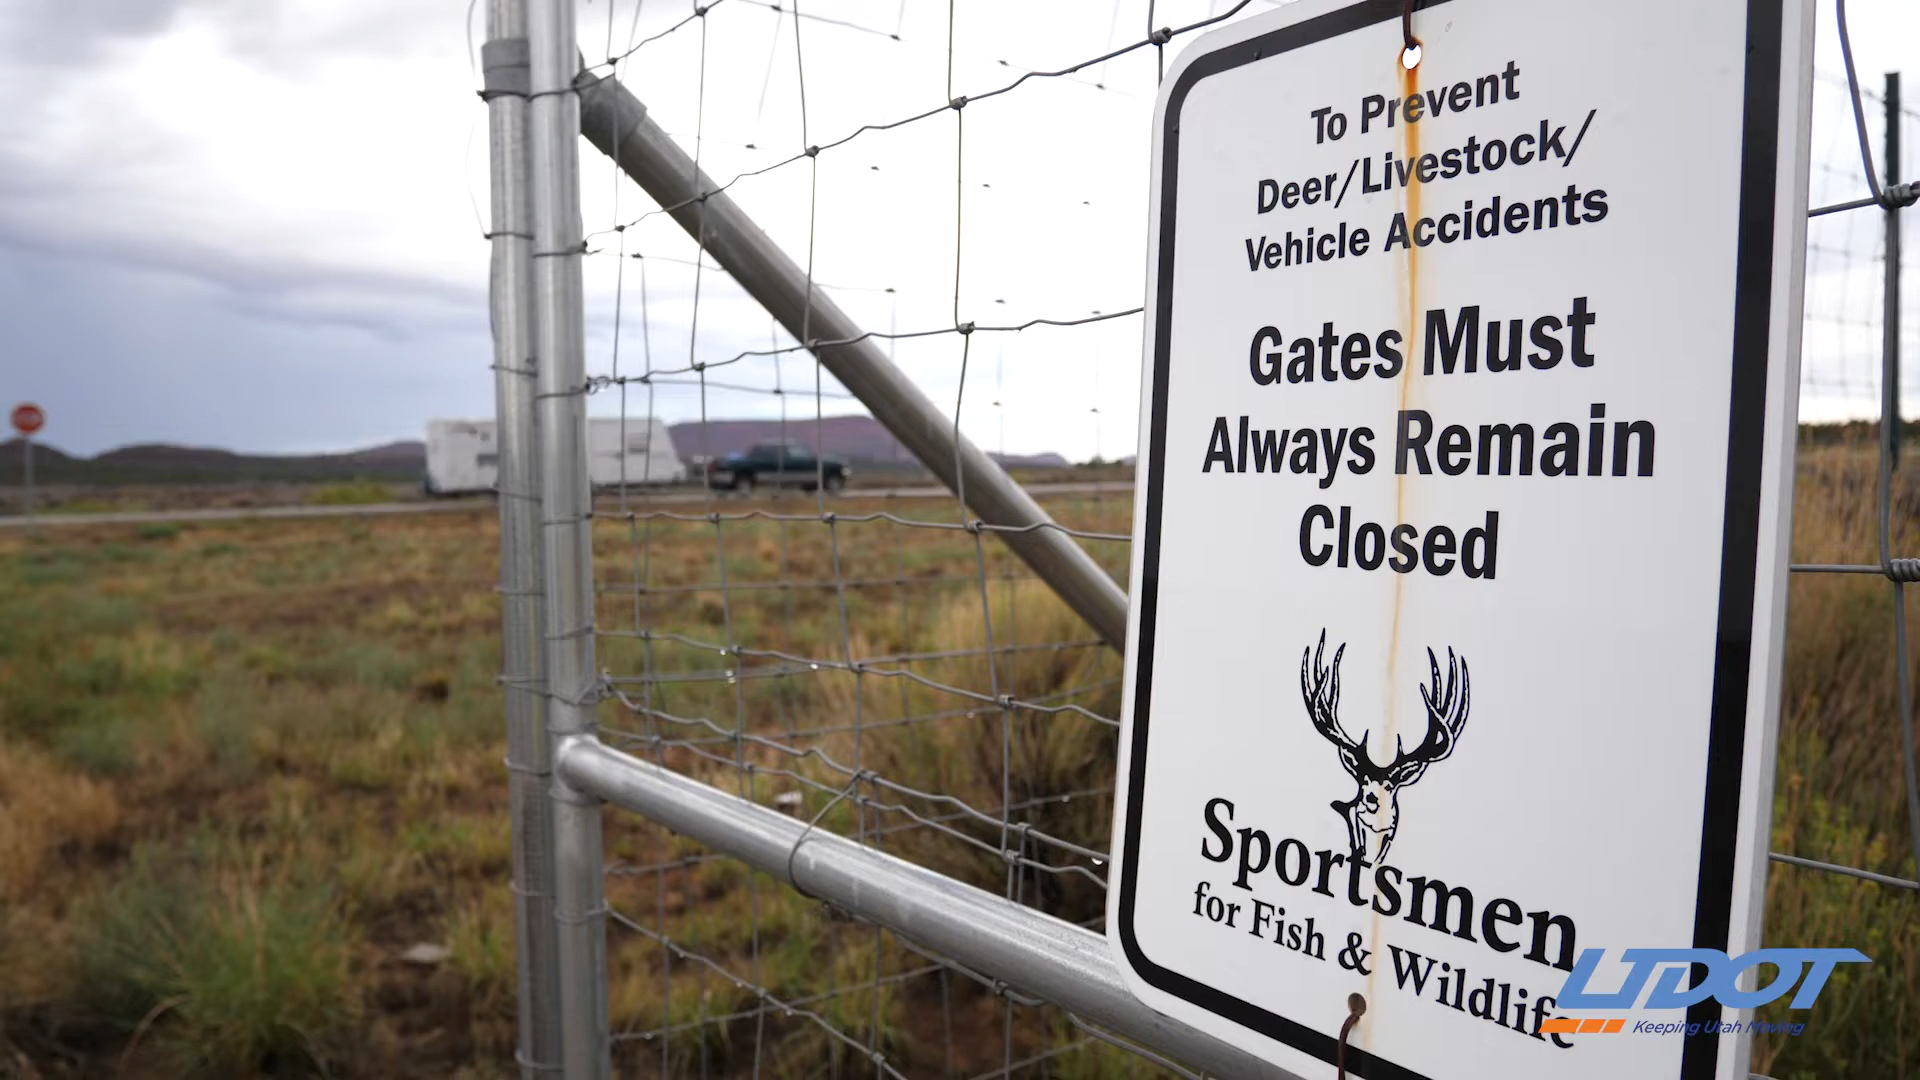 To Prevent
Deer/Livestock/
Vehicle Accidents
Gates Must
Always Remain
Closed
Sportsmen
for Fish & Wildlife
UDOT
Keeping Utah Moving